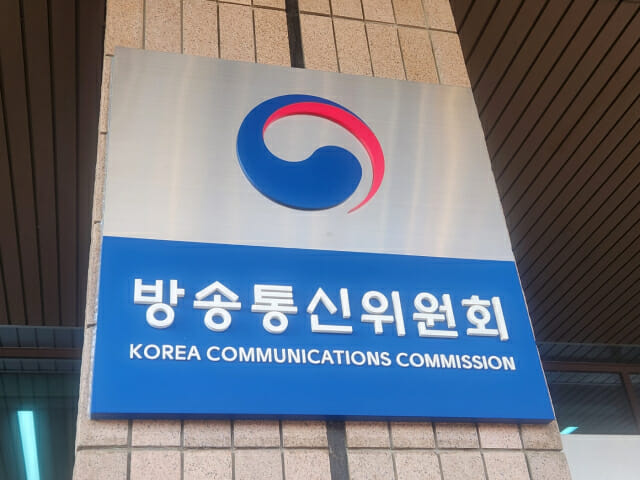 방송통신위원회
KOREA COMMUNICATIONS COMMISSION